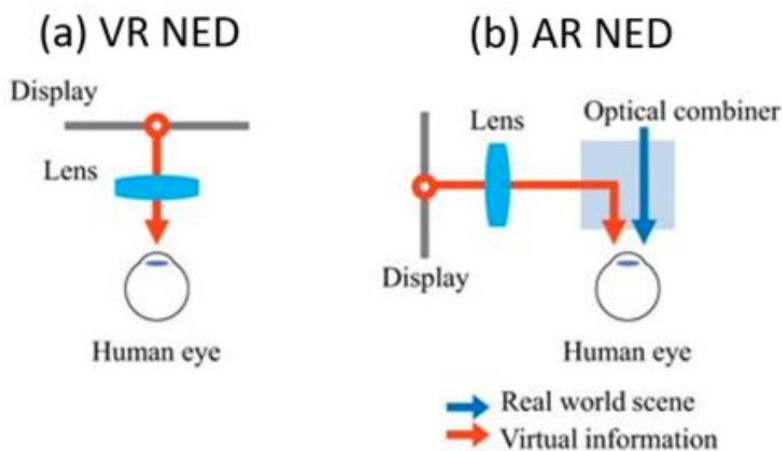 (a) VR NED
Display
Lens
Human eye
(b) AR NED
Lens
Optical combiner
Display
Human eye
Real world scene
Virtual information